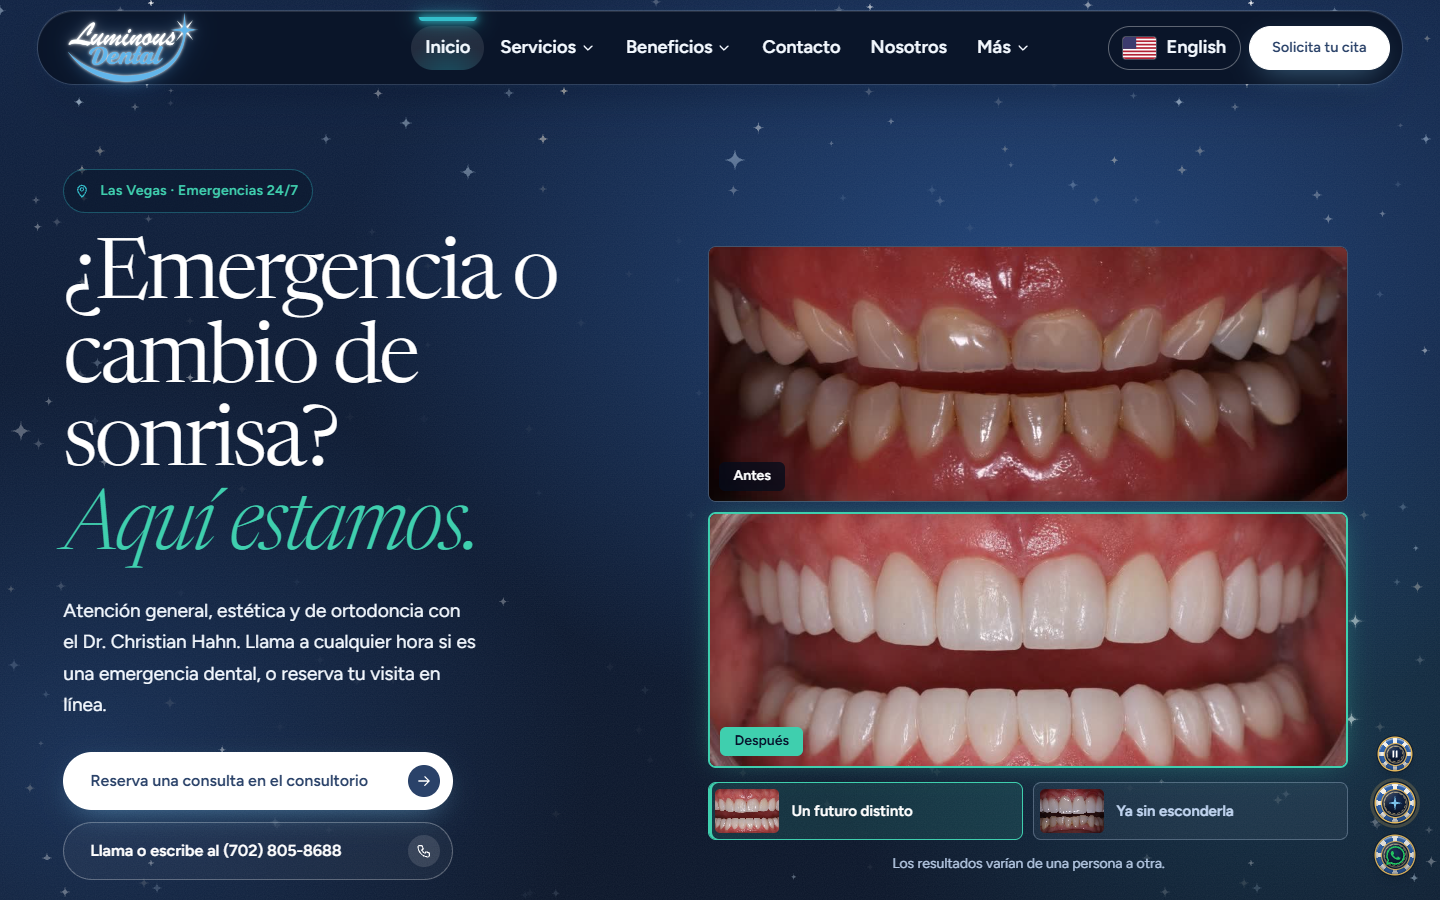 Luminous
Dental
Inicio
Servicios
Beneficios
Contacto
Nosotros
Más
English
Solicita tu cita
Las Vegas · Emergencias 24/7
¿Emergencia o
cambio de
sonrisa?
Aquí estamos.
Atención general, estética y de ortodoncia con
el Dr. Christian Hahn. Llama a cualquier hora si es
una emergencia dental, o reserva tu visita en
línea.
Reserva una consulta en el consultorio
Llama o escribe al (702) 805-8688
Antes
Después
Un futuro distinto
Ya sin esconderla
Los resultados varían de una persona a otra.